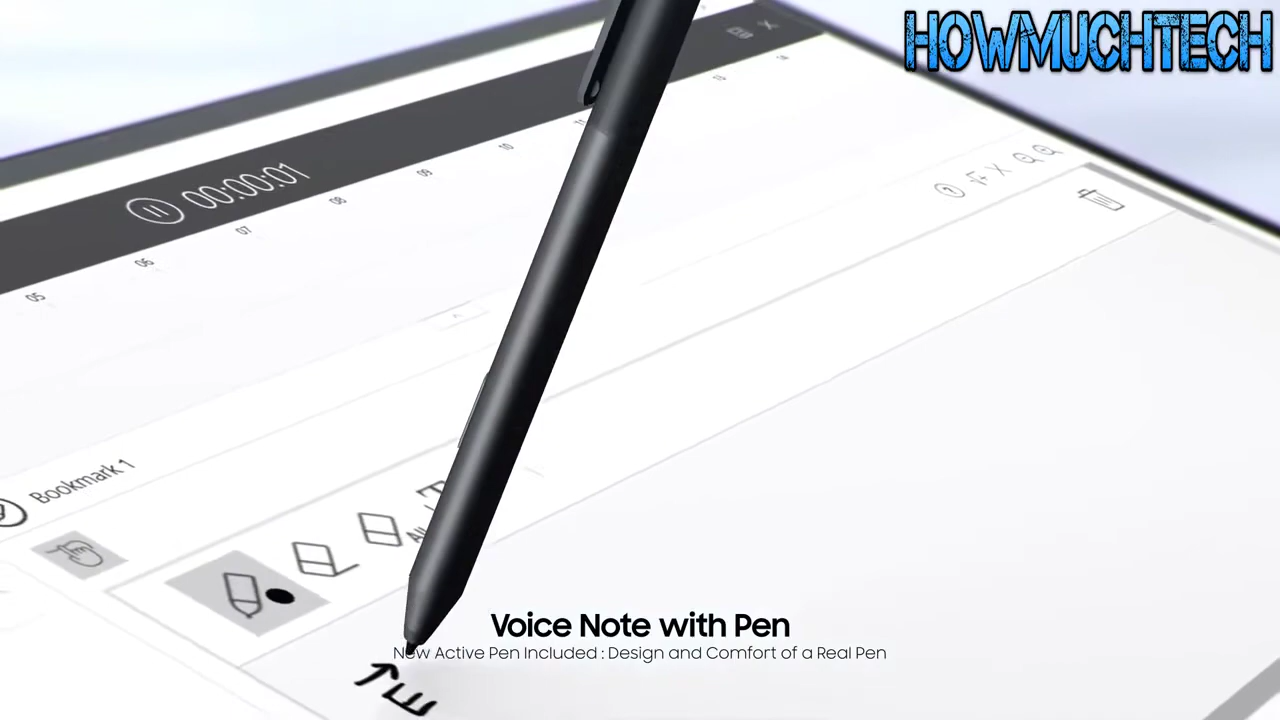 HOWMUCHTECH
00:00:01
05 06 07 08 09 10 11
Bookmark 1
Voice Note with Pen
New Active Pen Included : Design and Comfort of a Real Pen